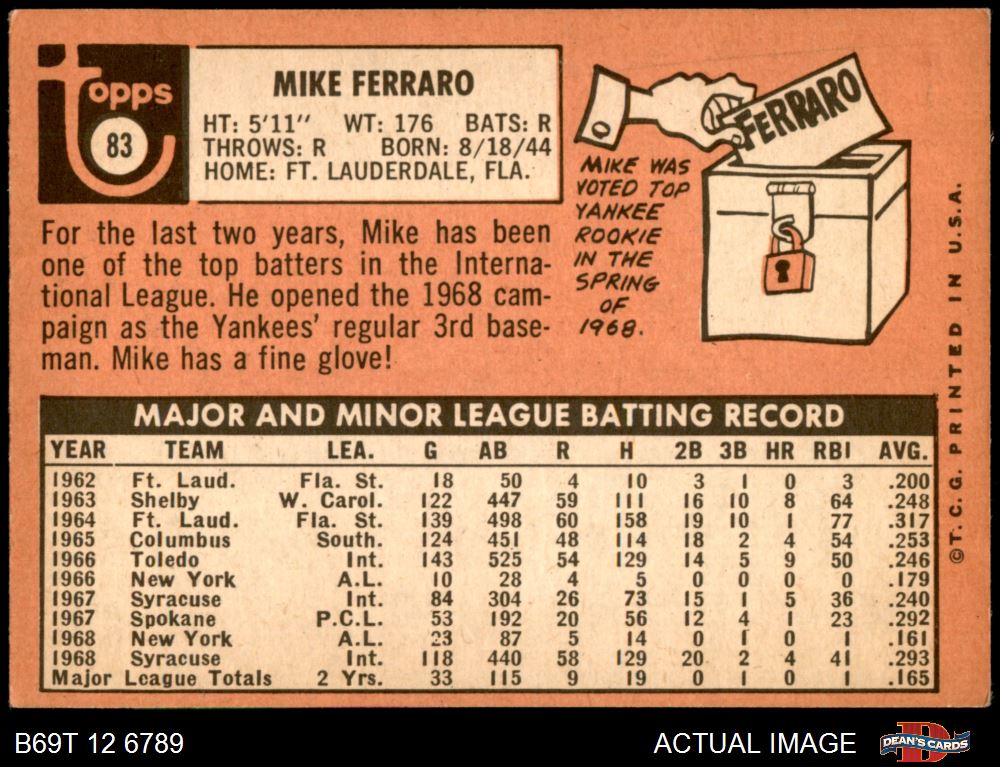 Topps
83
MIKE FERRARO
HT: 5'11" WT: 176 BATS: R
THROWS: R BORN: 8/18/44
HOME: FT. LAUDERDALE, FLA.
For the last two years, Mike has been
one of the top batters in the Interna-
tional League. He opened the 1968 cam-
paign as the Yankees' regular 3rd base-
man. Mike has a fine glove!
FERRARO
MIKE WAS
VOTED TOP
YANKEE
ROOKIE
IN THE
SPRING
OF
1968.
MAJOR AND MINOR LEAGUE BATTING RECORD
YEAR TEAM LEA. G AB R H 2B 3B HR RBI AVG.
1962 Ft. Laud. Fla. St. 18 50 4 10 3 1 0 3 .200
1963 Shelby W. Carol. 122 447 59 111 16 10 8 64 .248
1964 Ft. Laud. Fla. St. 139 498 60 158 19 10 1 77 .317
1965 Columbus South. 124 451 48 114 18 2 4 54 .253
1966 Toledo Int. 143 525 54 129 14 5 9 50 .246
1966 New York A.L. 10 28 4 5 0 0 0 0 .179
1967 Syracuse Int. 84 304 26 73 15 1 5 36 .240
1967 Spokane P.C.L. 53 192 20 56 12 4 1 23 .292
1968 New York A.L. 23 87 5 14 0 1 0 1 .161
1968 Syracuse Int. 118 440 58 129 20 2 4 41 .293
Major League Totals 2 Yrs. 33 115 9 19 0 1 0 1 .165
©T. C. G. PRINTED IN U.S.A.
B69T 12 6789
ACTUAL IMAGE
D
DEAN'S CARDS